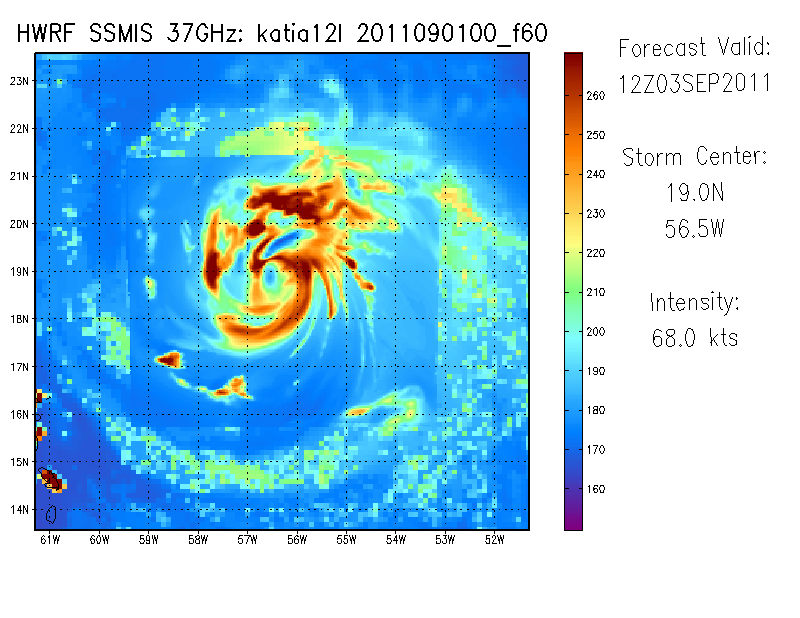 HWRF SSMIS 37GHz: katia12l 2011090100_f60
Forecast Valid:
12Z03SEP2011
Storm Center:
19.0N
56.5W
Intensity:
68.0 kts
23N
22N
21N
20N
19N
18N
17N
16N
15N
14N
61W 60W 59W 58W 57W 56W 55W 54W 53W 52W
260
250
240
230
220
210
200
190
180
170
160